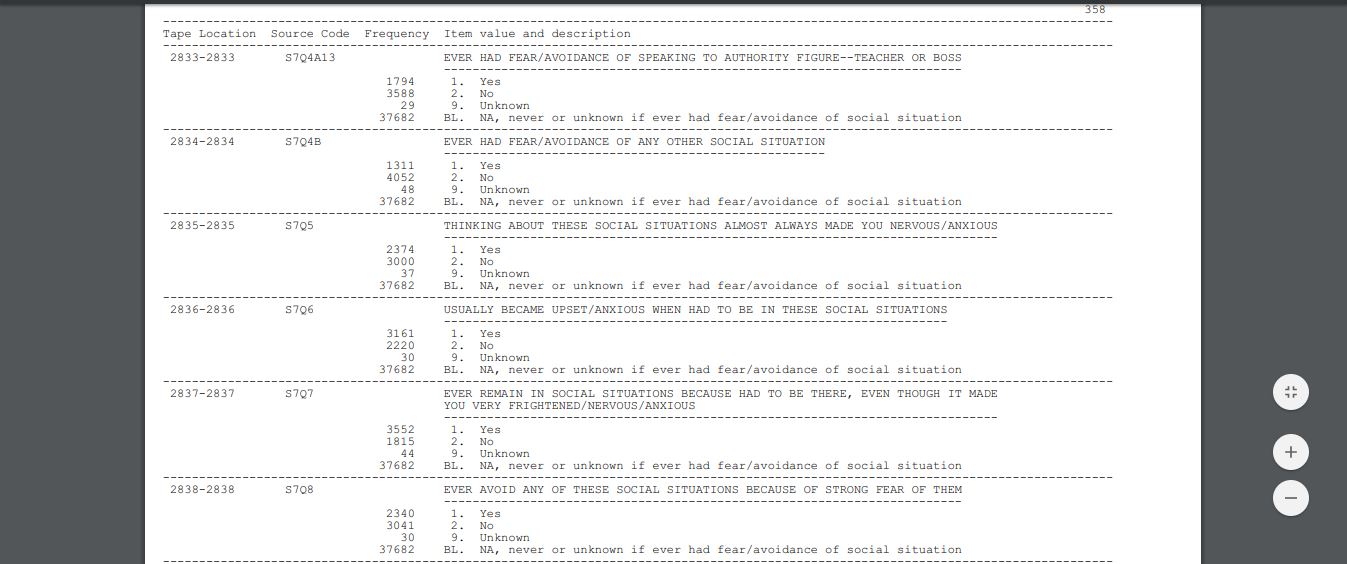 358
Tape Location  Source Code  Frequency  Item value and description
2833-2833  S7Q4A13  EVER HAD FEAR/AVOIDANCE OF SPEAKING TO AUTHORITY FIGURE--TEACHER OR BOSS
1794  1.  Yes
3588  2.  No
29  9.  Unknown
37682  BL.  NA, never or unknown if ever had fear/avoidance of social situation
2834-2834  S7Q4B  EVER HAD FEAR/AVOIDANCE OF ANY OTHER SOCIAL SITUATION
1311  1.  Yes
4052  2.  No
48  9.  Unknown
37682  BL.  NA, never or unknown if ever had fear/avoidance of social situation
2835-2835  S7Q5  THINKING ABOUT THESE SOCIAL SITUATIONS ALMOST ALWAYS MADE YOU NERVOUS/ANXIOUS
2374  1.  Yes
3000  2.  No
37  9.  Unknown
37682  BL.  NA, never or unknown if ever had fear/avoidance of social situation
2836-2836  S7Q6  USUALLY BECAME UPSET/ANXIOUS WHEN HAD TO BE IN THESE SOCIAL SITUATIONS
3161  1.  Yes
2220  2.  No
30  9.  Unknown
37682  BL.  NA, never or unknown if ever had fear/avoidance of social situation
2837-2837  S7Q7  EVER REMAIN IN SOCIAL SITUATIONS BECAUSE HAD TO BE THERE, EVEN THOUGH IT MADE
YOU VERY FRIGHTENED/NERVOUS/ANXIOUS
3552  1.  Yes
1815  2.  No
44  9.  Unknown
37682  BL.  NA, never or unknown if ever had fear/avoidance of social situation
2838-2838  S7Q8  EVER AVOID ANY OF THESE SOCIAL SITUATIONS BECAUSE OF STRONG FEAR OF THEM
2340  1.  Yes
3041  2.  No
30  9.  Unknown
37682  BL.  NA, never or unknown if ever had fear/avoidance of social situation